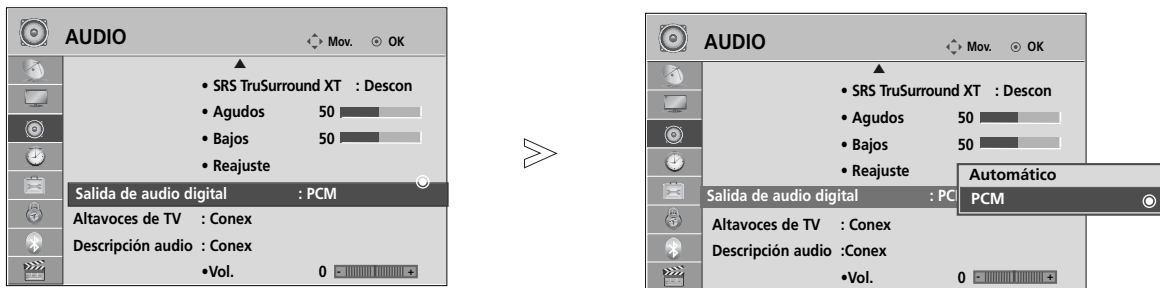 AUDIO
Mov. OK
• SRS TruSurround XT : Descon
• Agudos 50
• Bajos 50
• Reajuste
Salida de audio digital : PCM
Altavoces de TV : Conex
Descripción audio : Conex
•Vol. 0 - +
AUDIO
Mov. OK
• SRS TruSurround XT : Descon
• Agudos 50
• Bajos 50
• Reajuste
Salida de audio digital : PC
Automático
PCM
Altavoces de TV : Conex
Descripción audio :Conex
•Vol. 0 - +